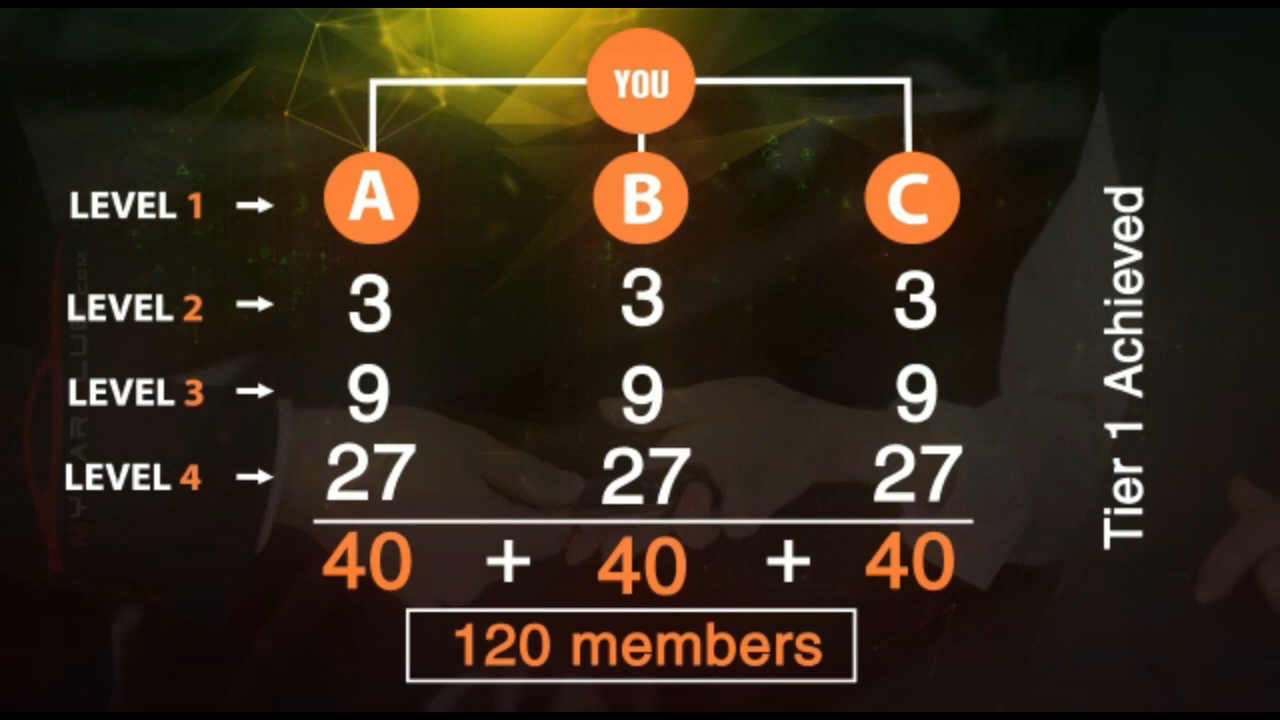 YOU
LEVEL 1 → A B C
LEVEL 2 → 3 3 3
LEVEL 3 → 9 9 9
LEVEL 4 → 27 27 27
40 + 40 + 40
120 members
Tier 1 Achieved